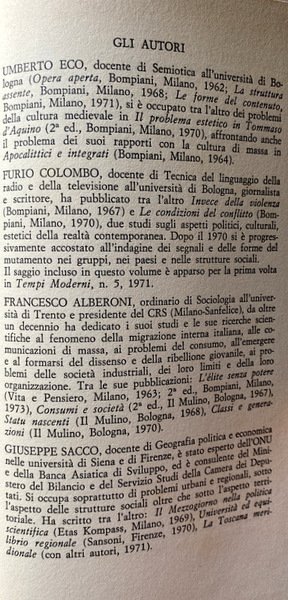 GLI AUTORI
UMBERTO ECO, docente di Semiotica all'università di Bo-
logna (Opera aperta, Bompiani, Milano, 1962; La struttura
assente, Bompiani, Milano, 1968; Le forme del contenuto,
Bompiani, Milano, 1971), si è occupato tra l'altro dei problemi
della cultura medievale in Il problema estetico in Tommaso
d'Aquino (2ª ed., Bompiani, Milano, 1970), affrontando anche
il problema dei suoi rapporti con la cultura di massa in
Apocalittici e integrati (Bompiani, Milano, 1964).
FURIO COLOMBO, docente di Tecnica del linguaggio della
radio e della televisione all'università di Bologna, giornalista
e scrittore, ha pubblicato tra l'altro Invece della violenza
(Bompiani, Milano, 1967) e Le condizioni del conflitto (Bom-
piani, Milano, 1970), due studi sugli aspetti politici, culturali,
estetici della realtà contemporanea. Dopo il 1970 si è progres-
sivamente accostato all'indagine dei segnali e delle forme del
mutamento nei gruppi, nei paesi e nelle strutture sociali.
Il saggio incluso in questo volume è apparso per la prima volta
in Tempi Moderni, n. 5, 1971.
FRANCESCO ALBERONI, ordinario di Sociologia all'univer-
sità di Trento e presidente del CRS (Milano-Sanfelice), da oltre
un decennio ha dedicato i suoi studi e le sue ricerche scien-
tifiche al fenomeno della migrazione interna italiana, alle co-
municazioni di massa, ai problemi del consumo, all'emergere
e al formarsi del dissenso e della ribellione giovanile, ai pro-
blemi delle società industriali, dei loro limiti e della loro
organizzazione. Tra le sue pubblicazioni: L'élite senza potere
(Vita e Pensiero, Milano, 1963; 2ª ed., Bompiani, Milano,
1973), Consumi e società (2ª ed., Il Mulino, Bologna, 1968),
Statu nascenti (Il Mulino, Bologna, 1968), Classi e genera-
zioni (Il Mulino, Bologna, 1970).
GIUSEPPE SACCO, docente di Geografia politica e economica
nelle università di Siena e di Firenze, è stato esperto dell'ONU
e della Banca Asiatica di Sviluppo, ed è consulente del Mini-
stero del Bilancio e del Servizio Studi della Camera dei Depu-
tati. Si occupa soprattutto di problemi urbani e regionali, sotto
l'aspetto delle strutture sociali oltre che sotto l'aspetto terri-
toriale. Ha scritto tra l'altro: Il Mezzogiorno nella politica
scientifica (Etas Kompass, Milano, 1969), Università ed equi-
librio regionale (Sansoni, Firenze, 1970), La Toscana meri-
dionale (con altri autori, 1971).